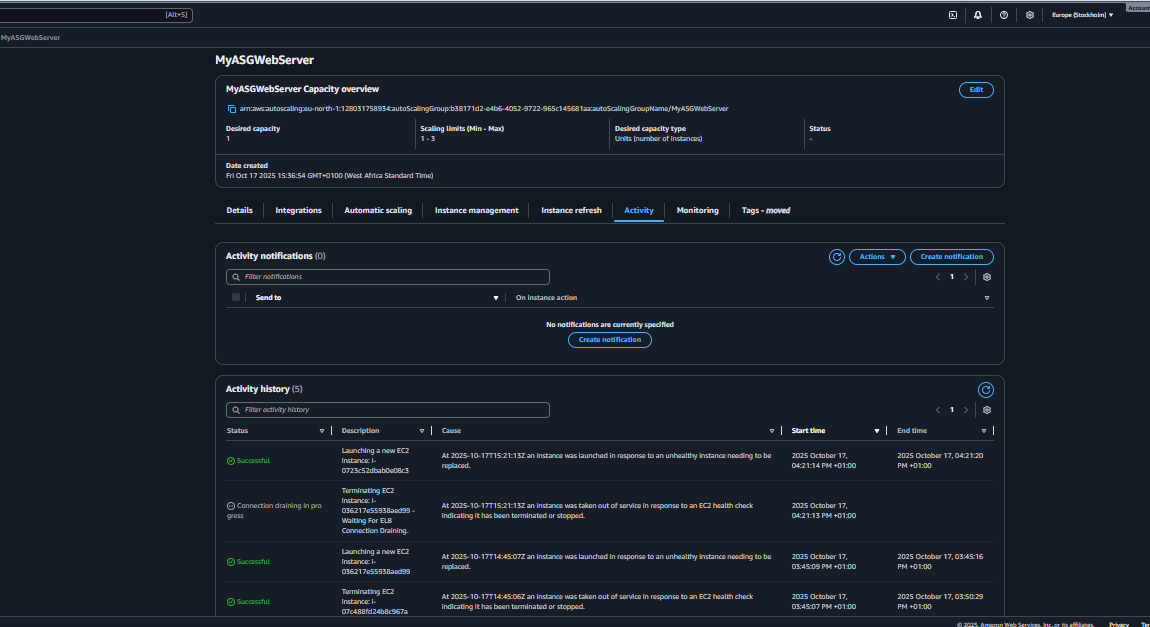 [Alt+S]
Europe (Stockholm)
Account
MyASGWebServer
MyASGWebServer
MyASGWebServer Capacity overview
Edit
arn:aws:autoscaling:eu-north-1:128031758934:autoScalingGroup:b38171d2-e4b6-4052-9722-965c145681aa:autoScalingGroupName/MyASGWebServer
Desired capacity
1
Scaling limits (Min - Max)
1 - 3
Desired capacity type
Units (number of instances)
Status
-
Date created
Fri Oct 17 2025 15:36:54 GMT+0100 (West Africa Standard Time)
Details Integrations Automatic scaling Instance management Instance refresh Activity Monitoring Tags - moved
Activity notifications (0)
Actions
Create notification
Filter notifications
1
Send to
On instance action
No notifications are currently specified
Create notification
Activity history (5)
Filter activity history
1
Status Description Cause Start time End time
Successful
Launching a new EC2
instance: i-
0723c52dbab0e08c3
At 2025-10-17T15:21:13Z an instance was launched in response to an unhealthy instance needing to be
replaced.
2025 October 17,
04:21:14 PM +01:00
2025 October 17, 04:21:20
PM +01:00
Connection draining in pro
gress
Terminating EC2
instance: i-
036217e55938aed99 -
Waiting For ELB
Connection Draining.
At 2025-10-17T15:21:13Z an instance was taken out of service in response to an EC2 health check
indicating it has been terminated or stopped.
2025 October 17,
04:21:13 PM +01:00
Successful
Launching a new EC2
instance: i-
036217e55938aed99
At 2025-10-17T14:45:07Z an instance was launched in response to an unhealthy instance needing to be
replaced.
2025 October 17,
03:45:09 PM +01:00
2025 October 17, 03:45:16
PM +01:00
Successful
Terminating EC2
instance: i-
07c488fd24b8c967a
At 2025-10-17T14:45:06Z an instance was taken out of service in response to an EC2 health check
indicating it has been terminated or stopped.
2025 October 17,
03:45:07 PM +01:00
2025 October 17, 03:50:29
PM +01:00
© 2025, Amazon Web Services, Inc. or its affiliates.
Privacy
Ter